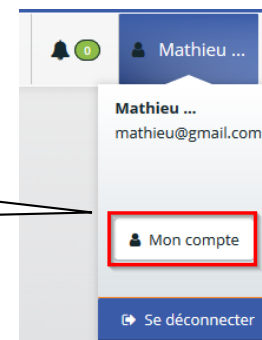 0 Mathieu ...
Mathieu ...
mathieu@gmail.com
Mon compte
Se déconnecter